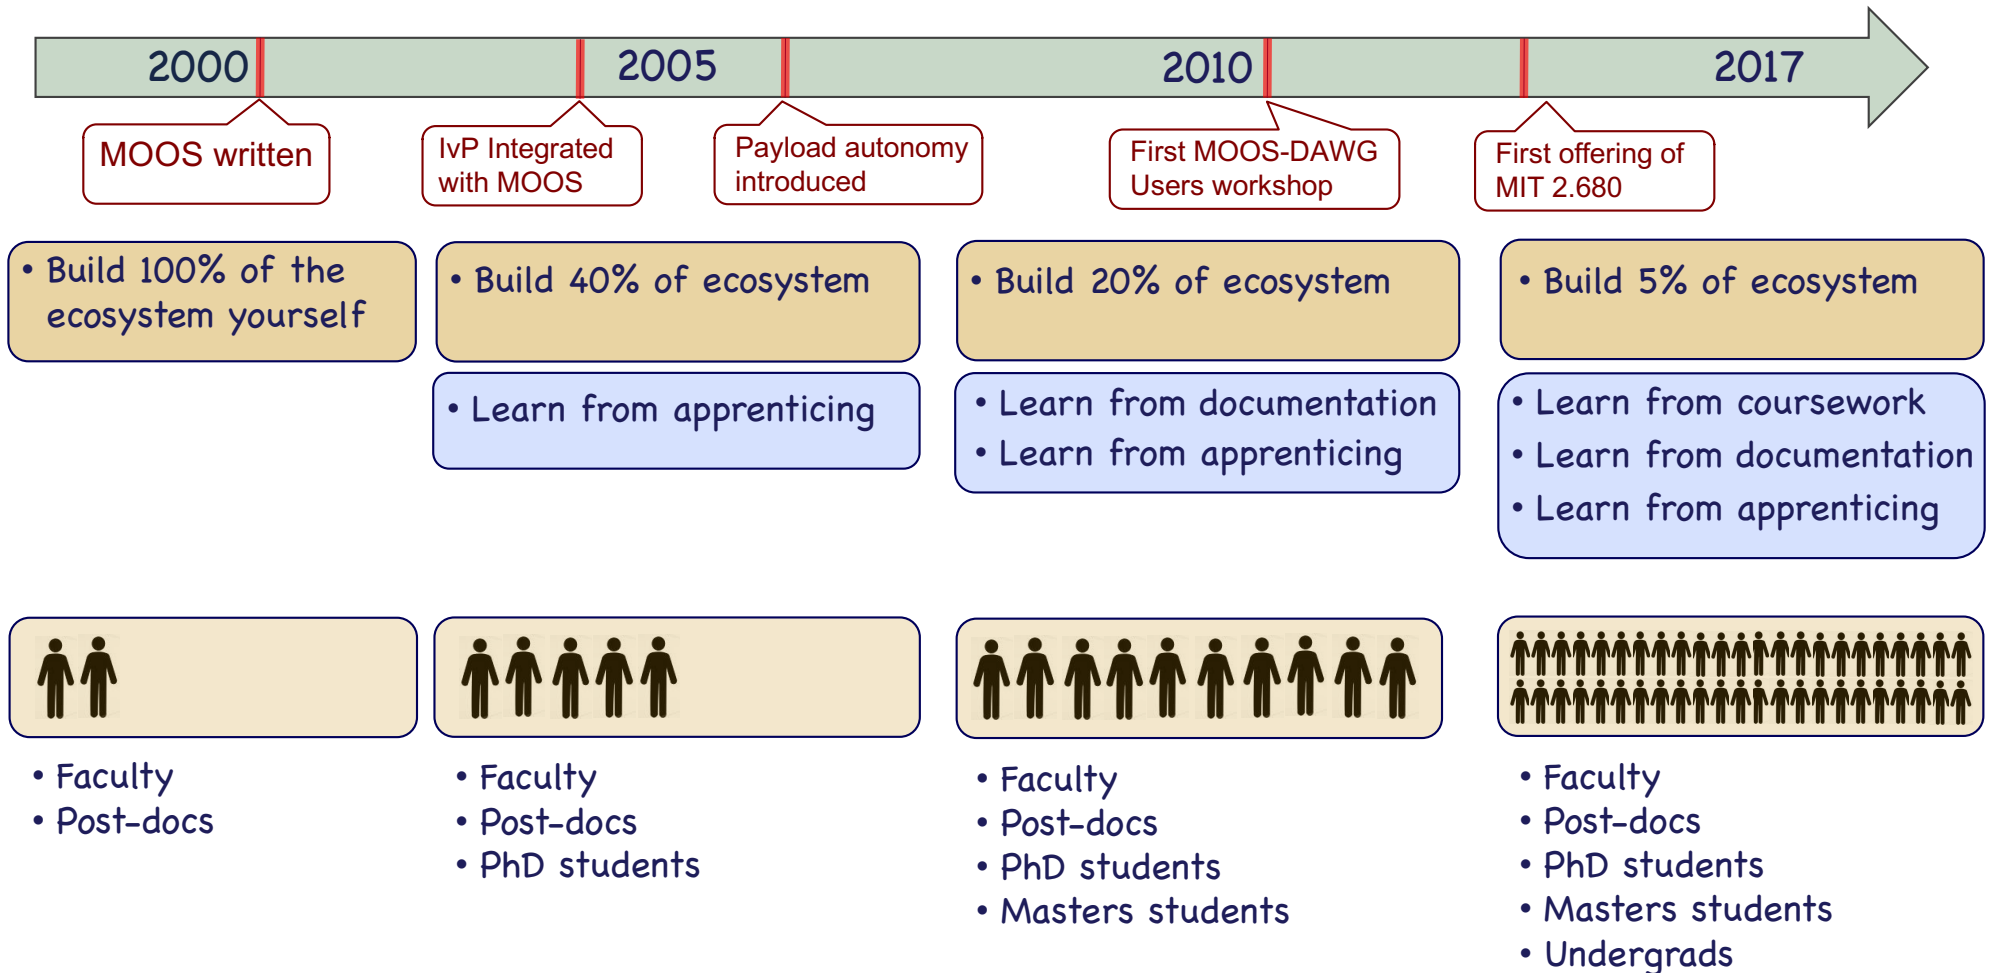 2000
2005
2010
2017
MOOS written
IvP Integrated
with MOOS
Payload autonomy
introduced
First MOOS-DAWG
Users workshop
First offering of
MIT 2.680
• Build 100% of the
ecosystem yourself
• Build 40% of ecosystem
• Build 20% of ecosystem
• Build 5% of ecosystem
• Learn from apprenticing
• Learn from documentation
• Learn from apprenticing
• Learn from coursework
• Learn from documentation
• Learn from apprenticing
• Faculty
• Post-docs
• Faculty
• Post-docs
• PhD students
• Faculty
• Post-docs
• PhD students
• Masters students
• Faculty
• Post-docs
• PhD students
• Masters students
• Undergrads